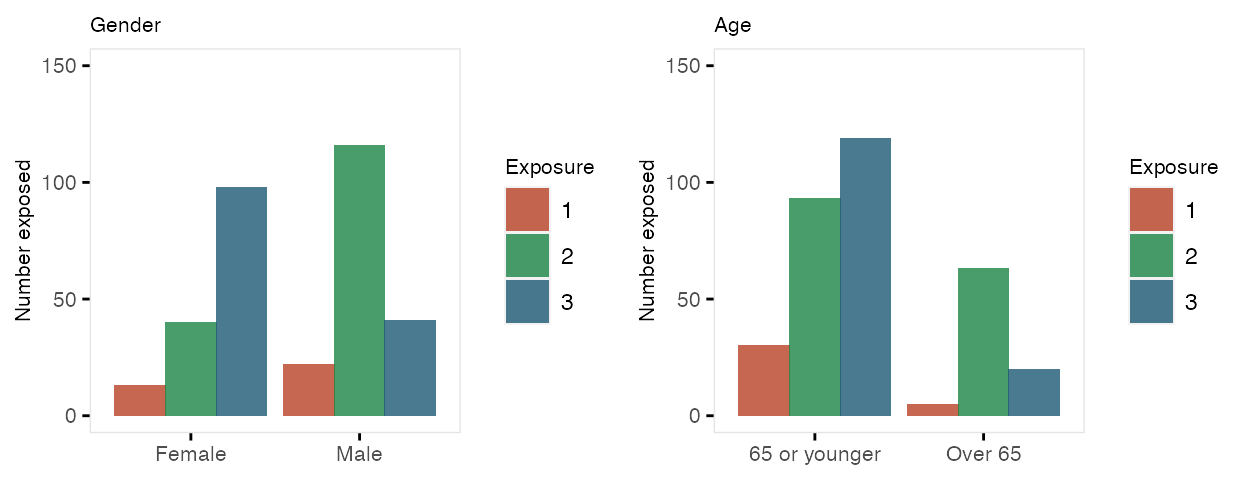 Gender
150
100
50
0
Number exposed
Female
Male
Exposure
1
2
3
Age
150
100
50
0
Number exposed
65 or younger
Over 65
Exposure
1
2
3